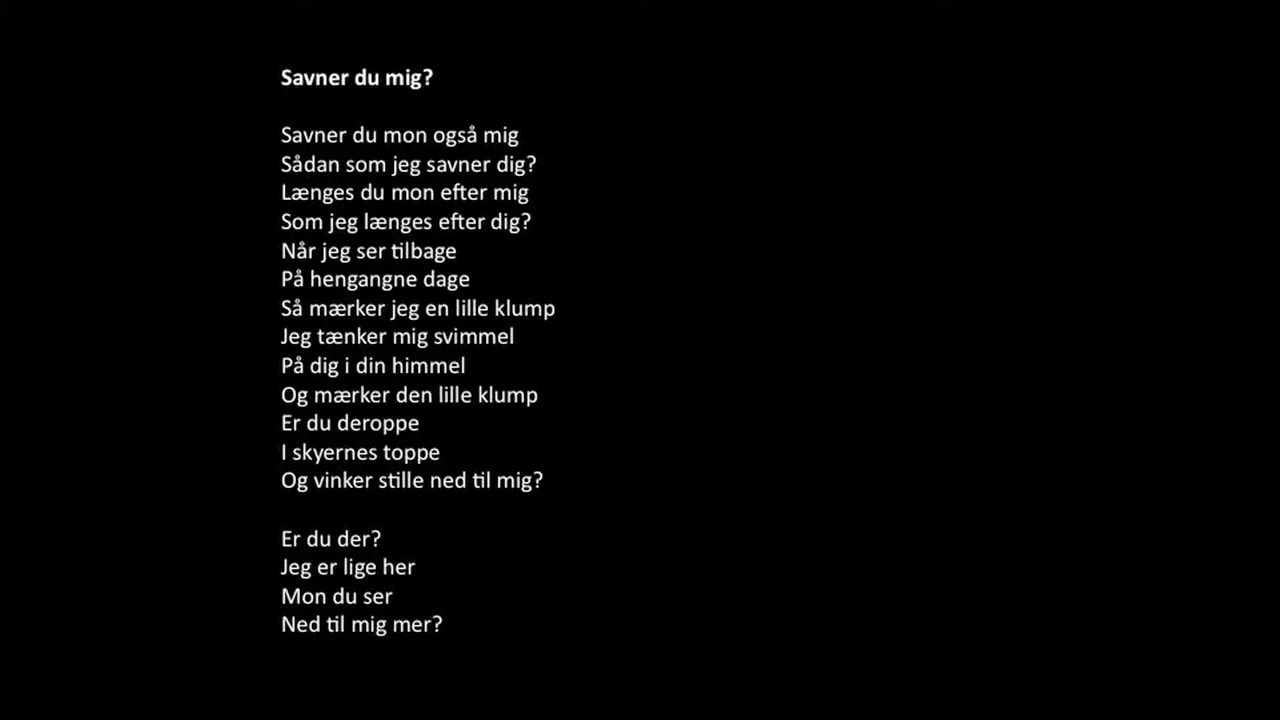 Savner du mig?
Savner du mon også mig
Sådan som jeg savner dig?
Længes du mon efter mig
Som jeg længes efter dig?
Når jeg ser tilbage
På hengangne dage
Så mærker jeg en lille klump
Jeg tænker mig svimmel
På dig i din himmel
Og mærker den lille klump
Er du deroppe
I skyernes toppe
Og vinker stille ned til mig?
Er du der?
Jeg er lige her
Mon du ser
Ned til mig mer?